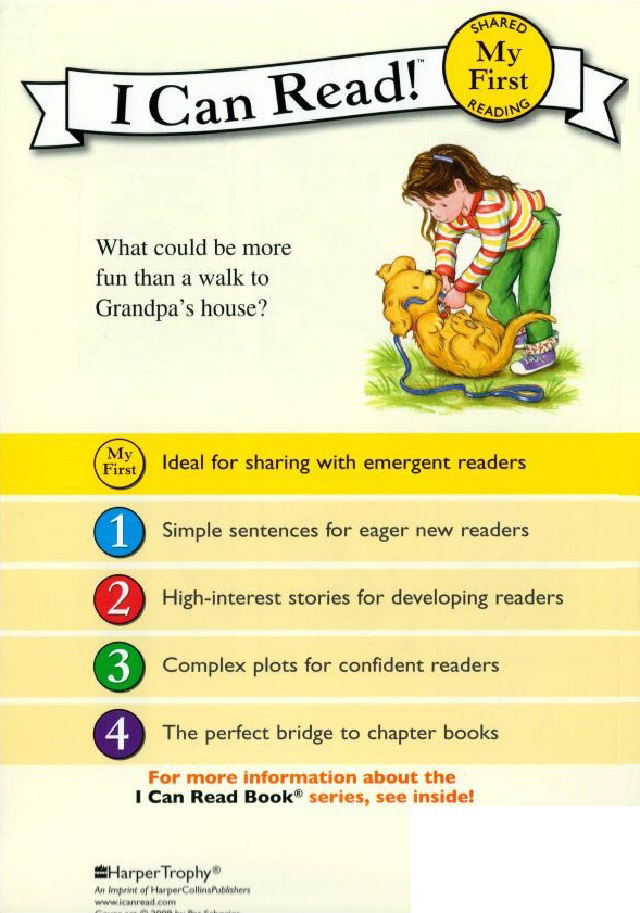 I Can Read!™
SHARED
My
First
READING
What could be more
fun than a walk to
Grandpa's house?
My
First
Ideal for sharing with emergent readers
1 Simple sentences for eager new readers
2 High-interest stories for developing readers
3 Complex plots for confident readers
4 The perfect bridge to chapter books
For more information about the
I Can Read Book® series, see inside!
HarperTrophy®
An Imprint of HarperCollinsPublishers
www.icanread.com